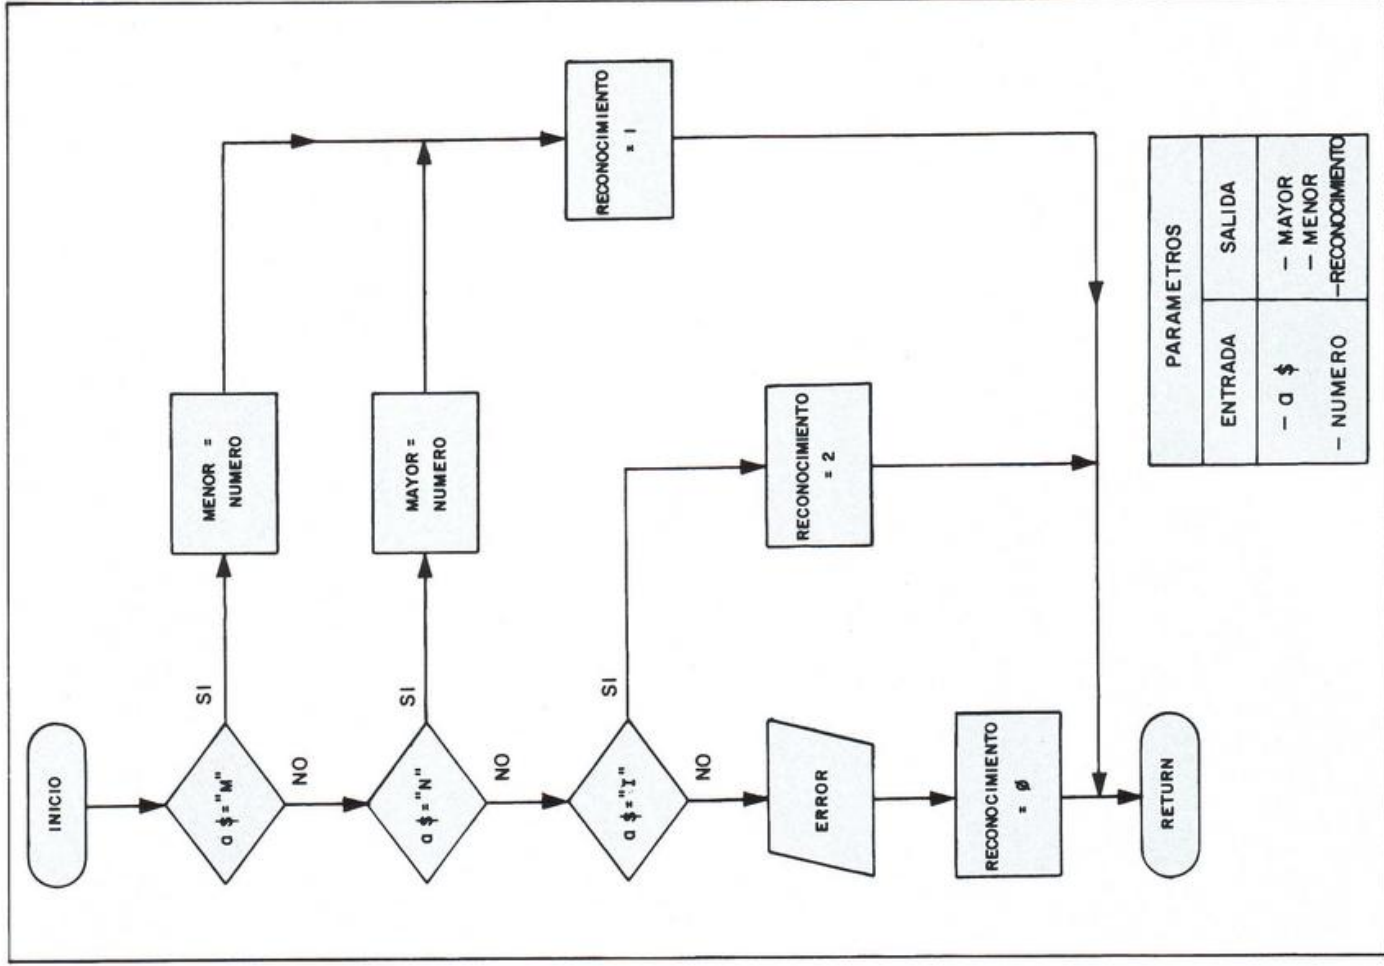 INICIO
a $="M"
SI
NO
MENOR =
NUMERO
a $="N"
SI
NO
MAYOR =
NUMERO
RECONOCIMIENTO
= 1
a $="I"
SI
NO
RECONOCIMIENTO
= 2
ERROR
RECONOCIMIENTO
= Ø
RETURN
PARAMETROS
ENTRADA
SALIDA
– a $
– NUMERO
– MAYOR
– MENOR
–RECONOCIMIENTO